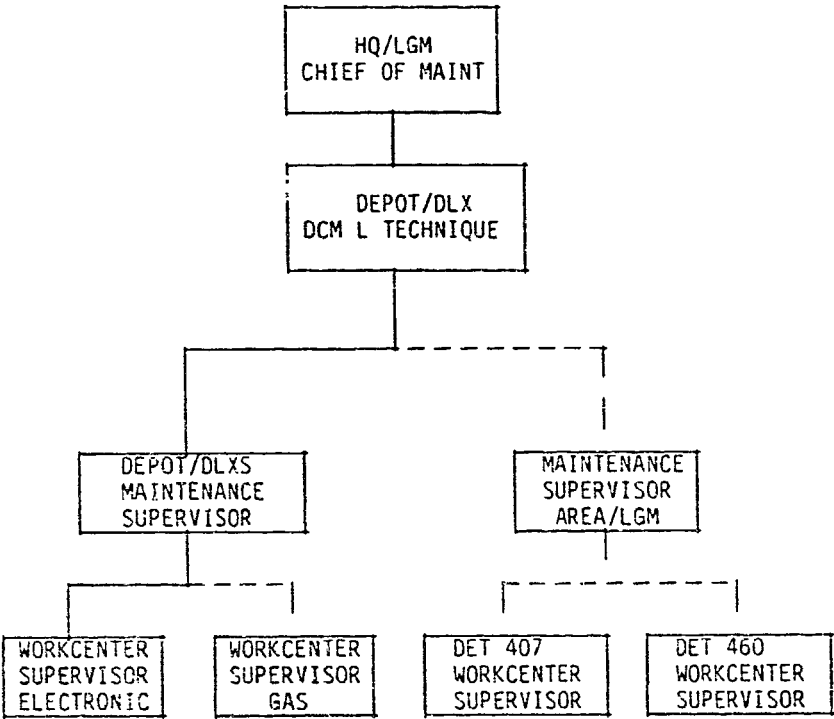 HQ/LGM
CHIEF OF MAINT
DEPOT/DLX
DCM L TECHNIQUE
DEPOT/DLXS
MAINTENANCE
SUPERVISOR
MAINTENANCE
SUPERVISOR
AREA/LGM
WORKCENTER
SUPERVISOR
ELECTRONIC
WORKCENTER
SUPERVISOR
GAS
DET 407
WORKCENTER
SUPERVISOR
DET 460
WORKCENTER
SUPERVISOR